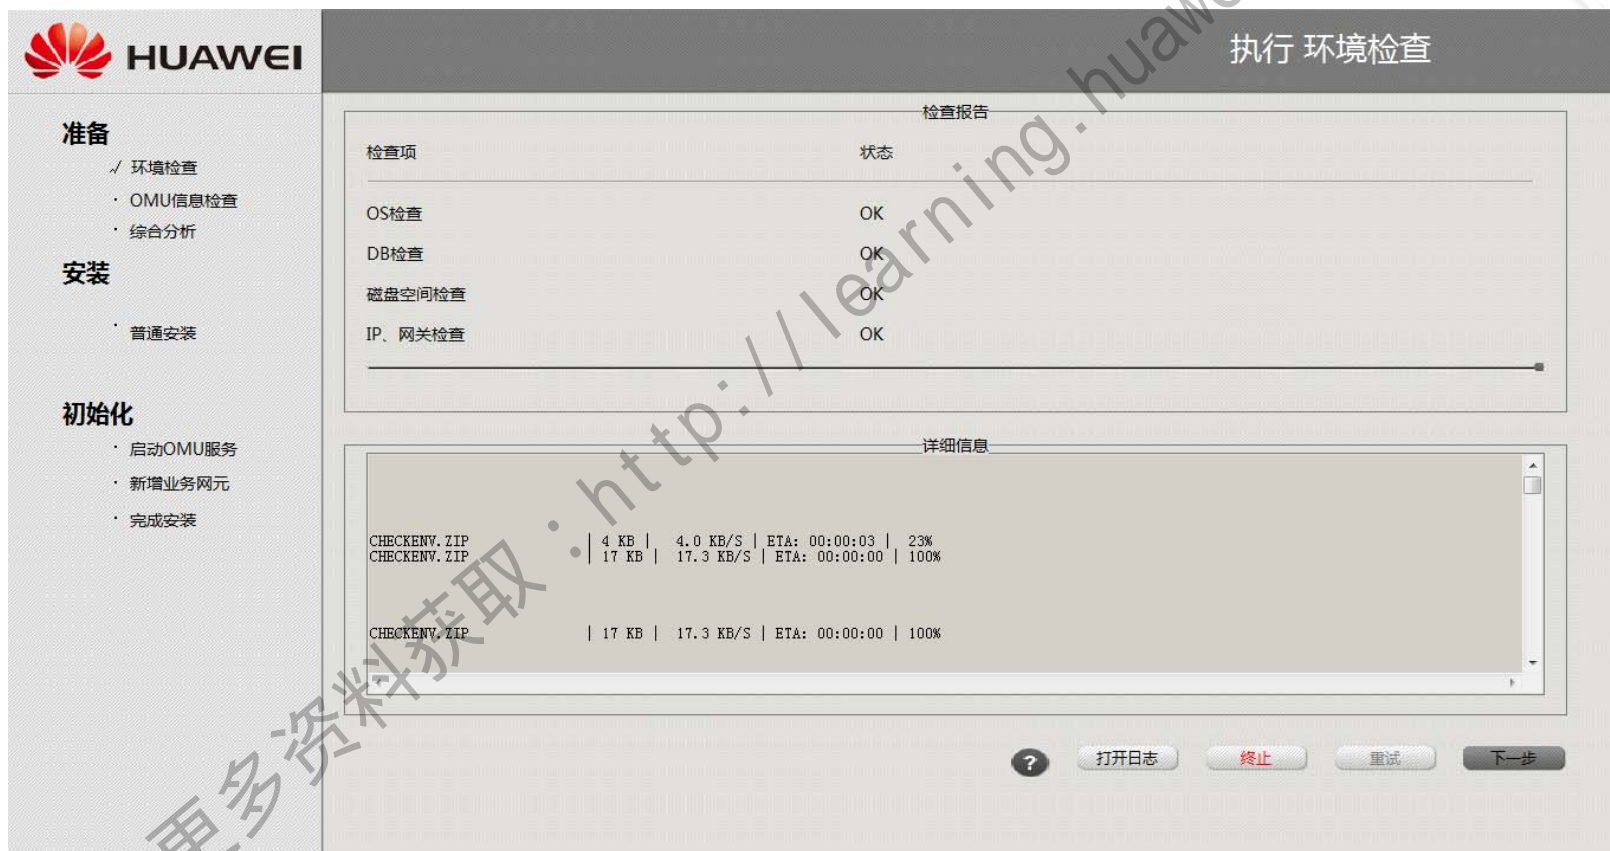 HUAWEI
执行 环境检查
准备
√ 环境检查
· OMU信息检查
· 综合分析
安装
· 普通安装
初始化
· 启动OMU服务
· 新增业务网元
· 完成安装
检查报告
检查项 状态
OS检查 OK
DB检查 OK
磁盘空间检查 OK
IP、网关检查 OK
详细信息
CHECKENV.ZIP | 4 KB | 4.0 KB/S | ETA: 00:00:03 | 23%
CHECKENV.ZIP | 17 KB | 17.3 KB/S | ETA: 00:00:00 | 100%
CHECKENV.ZIP | 17 KB | 17.3 KB/S | ETA: 00:00:00 | 100%
? 打开日志 终止 重试 下一步
更多资料获取:http://learning.huawe